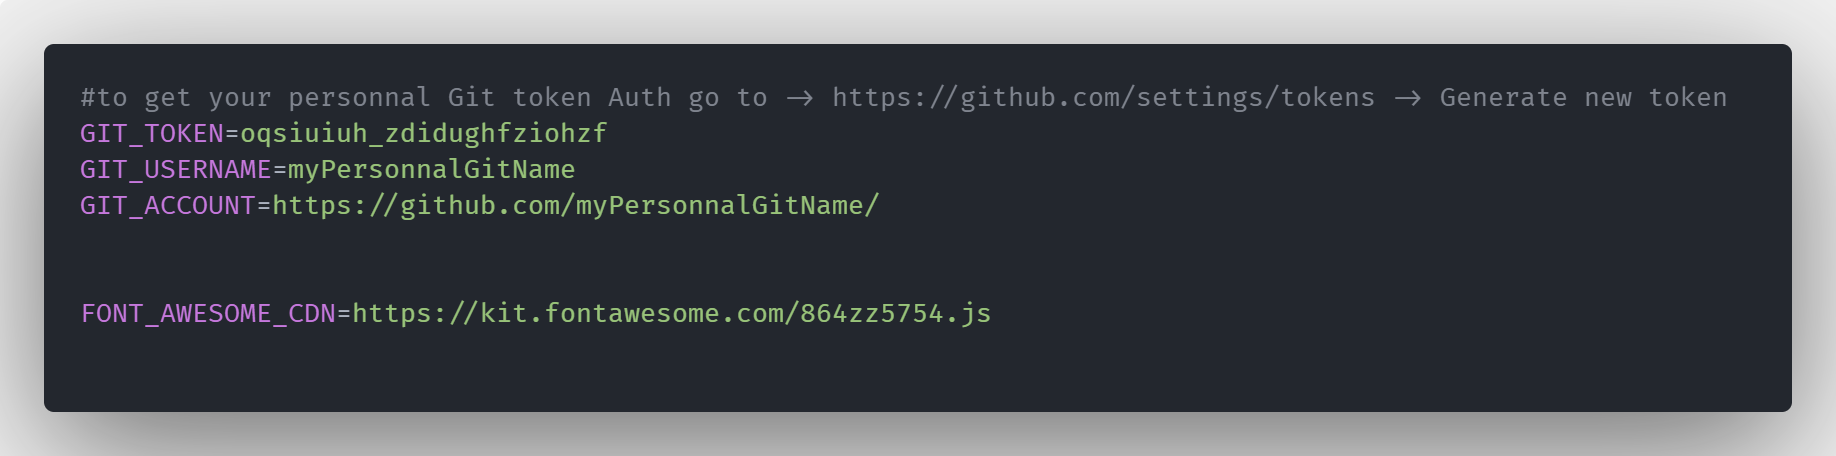 #to get your personnal Git token Auth go to -> https://github.com/settings/tokens -> Generate new token
GIT_TOKEN=oqsiuiuh_zdidughfziohzf
GIT_USERNAME=myPersonnalGitName
GIT_ACCOUNT=https://github.com/myPersonnalGitName/
FONT_AWESOME_CDN=https://kit.fontawesome.com/864zz5754.js